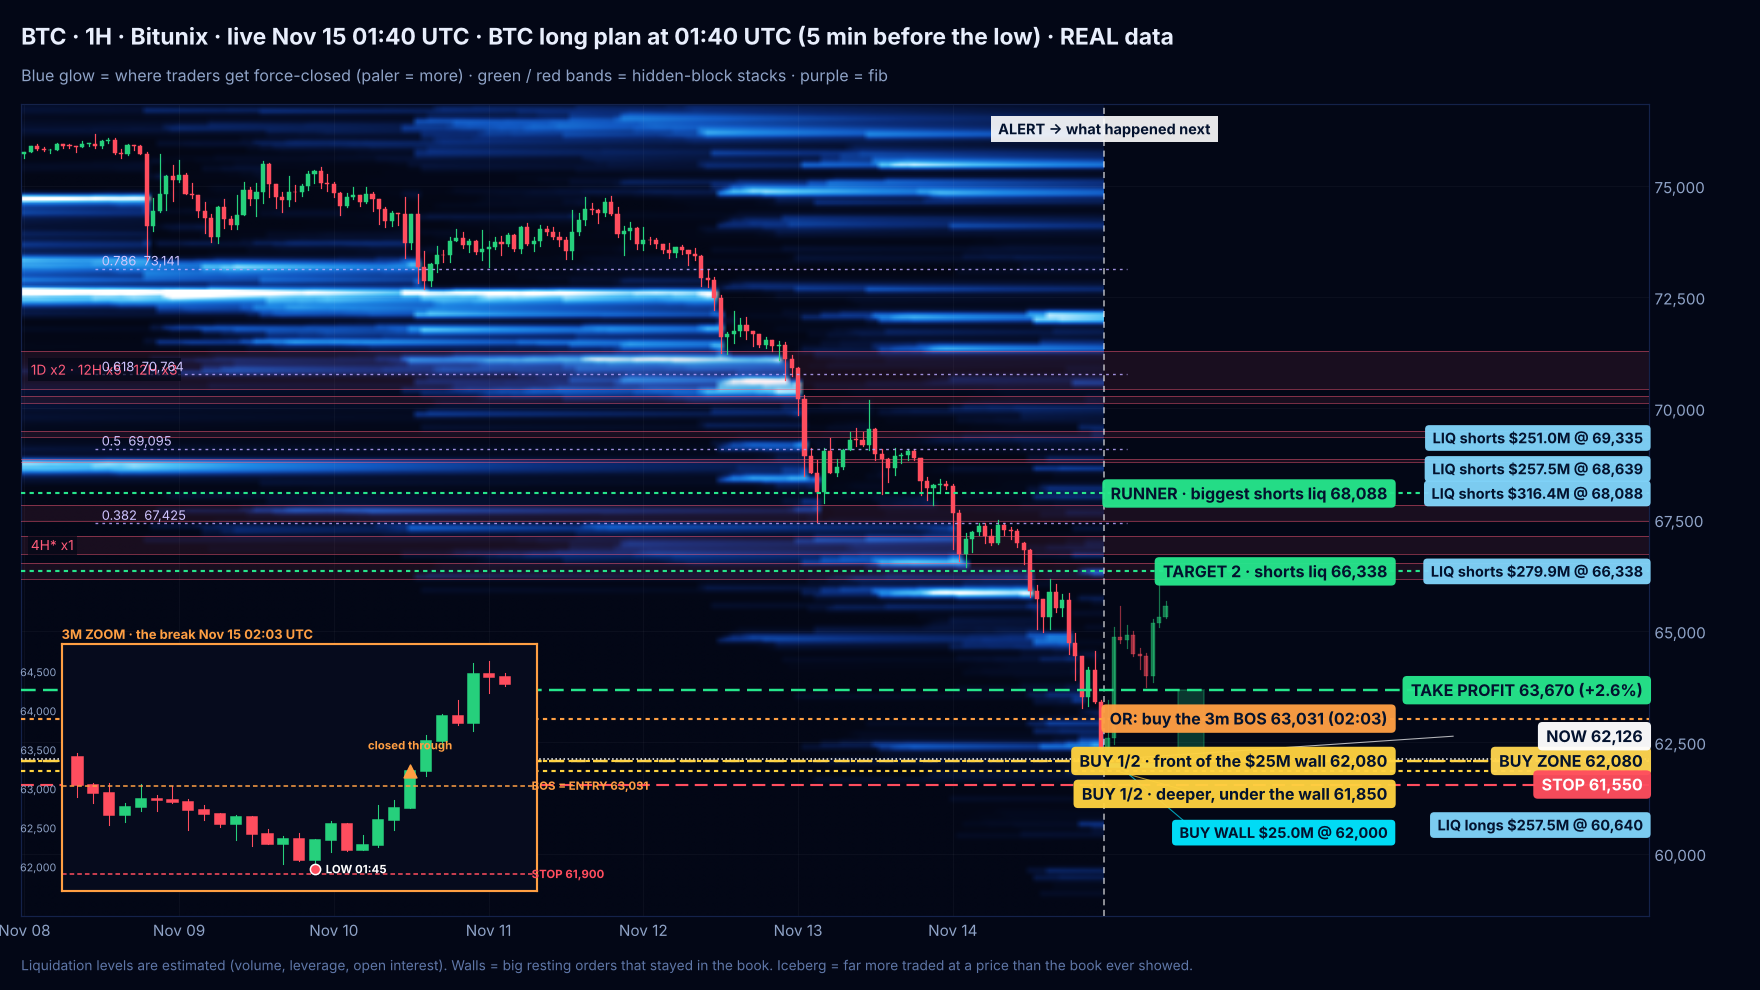 BTC · 1H · Bitunix · live Nov 15 01:40 UTC · BTC long plan at 01:40 UTC (5 min before the low) · REAL data
Blue glow = where traders get force-closed (paler = more) · green / red bands = hidden-block stacks · purple = fib
ALERT → what happened next
75,000
0.786 73,141
72,500
0.618 70,764
1D x2 · 12H
70,000
0.5 69,095
LIQ shorts $251.0M @ 69,335
LIQ shorts $257.5M @ 68,639
RUNNER · biggest shorts liq 68,088
LIQ shorts $316.4M @ 68,088
0.382 67,425
67,500
4H* x1
TARGET 2 · shorts liq 66,338
LIQ shorts $279.9M @ 66,338
65,000
3M ZOOM · the break Nov 15 02:03 UTC
64,500
64,000
63,500
63,000
62,500
62,000
closed through
BOS = ENTRY 63,031
LOW 01:45
STOP 61,900
TAKE PROFIT 63,670 (+2.6%)
OR: buy the 3m BOS 63,031 (02:03)
NOW 62,126
62,500
BUY 1/2 · front of the $25M wall 62,080
BUY ZONE 62,080
STOP 61,550
BUY 1/2 · deeper, under the wall 61,850
LIQ longs $257.5M @ 60,640
BUY WALL $25.0M @ 62,000
60,000
Nov 08
Nov 09
Nov 10
Nov 11
Nov 12
Nov 13
Nov 14
Liquidation levels are estimated (volume, leverage, open interest). Walls = big resting orders that stayed in the book. Iceberg = far more traded at a price than the book ever showed.